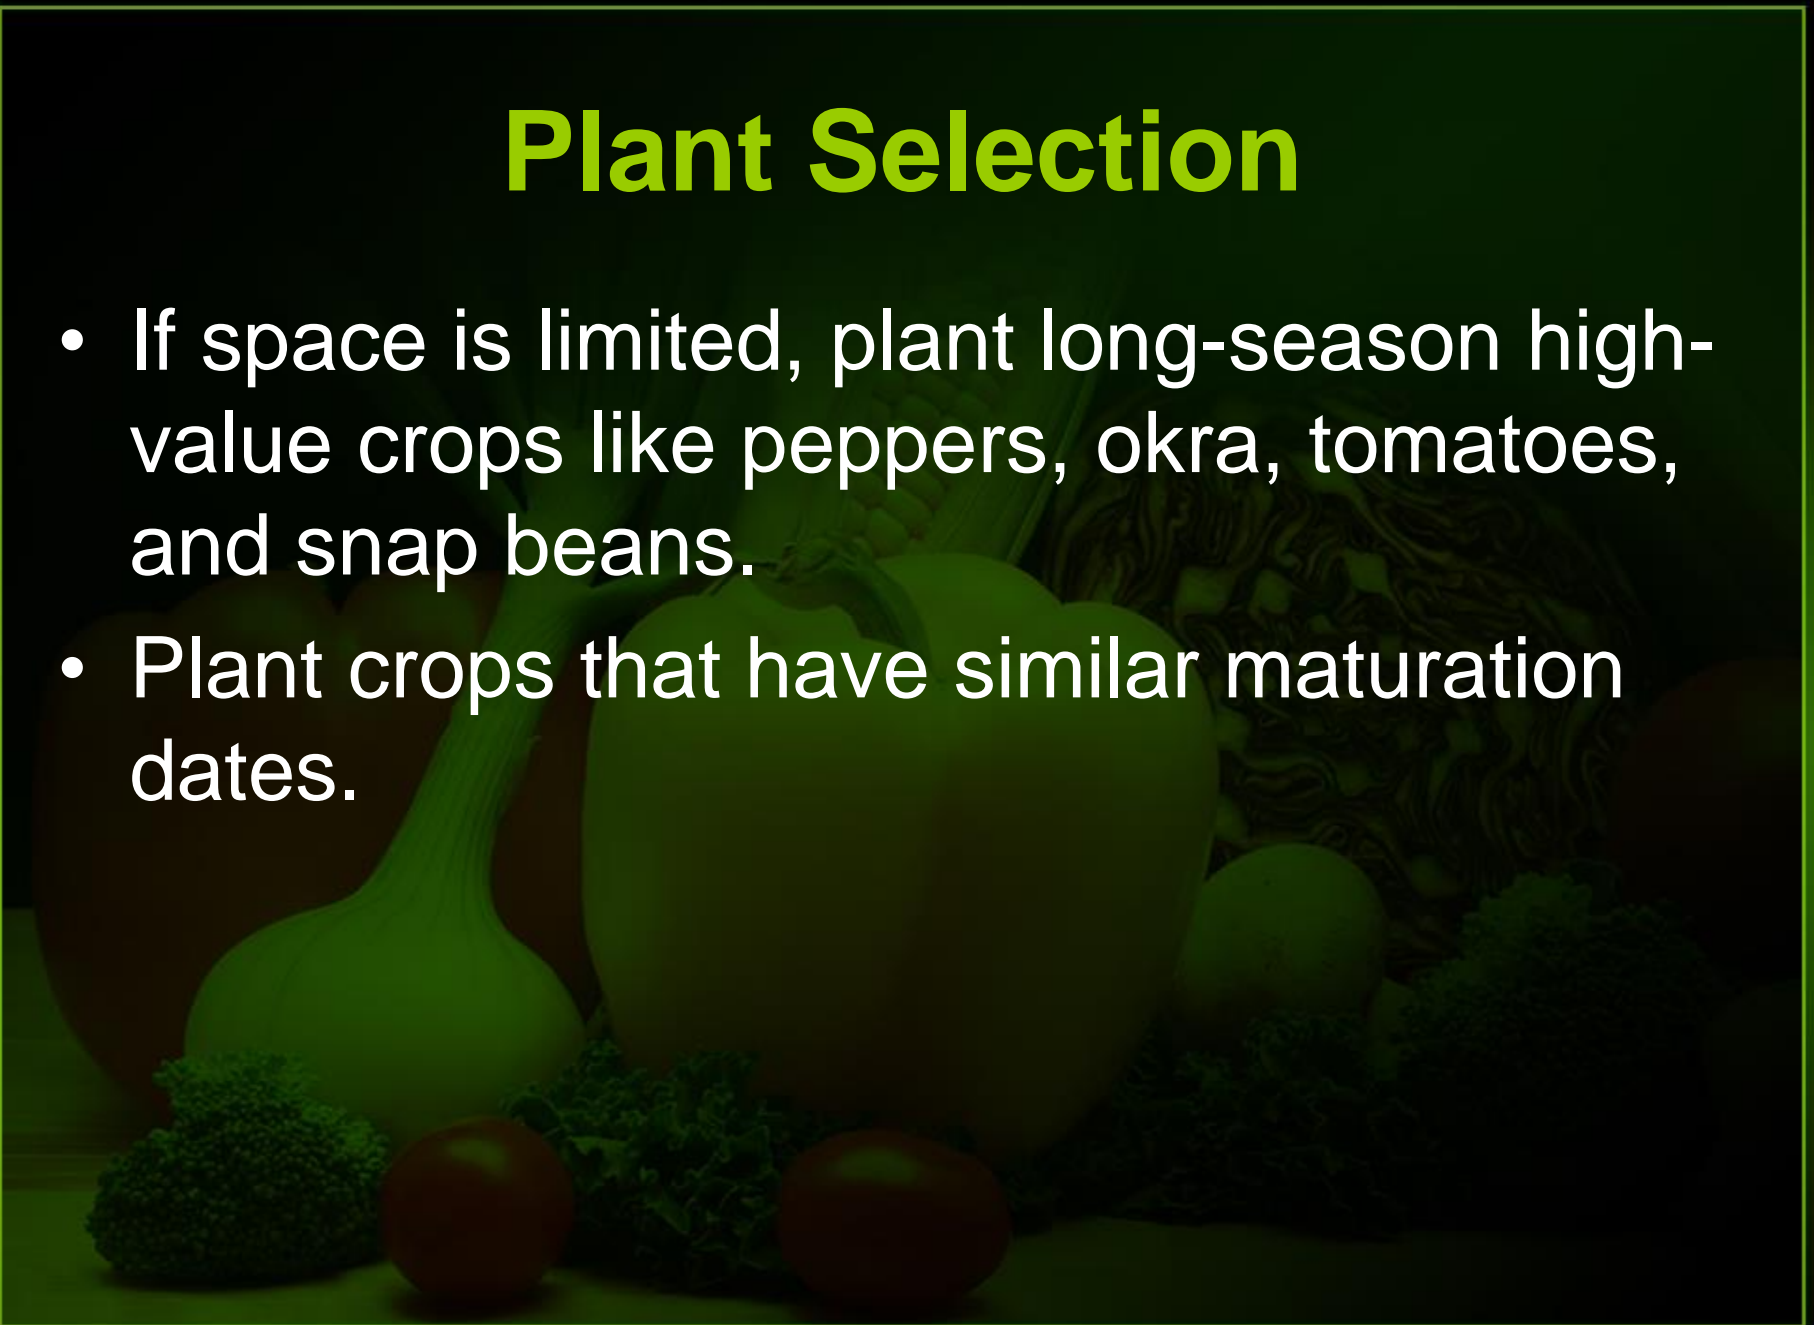 Plant Selection
• If space is limited, plant long-season high-
value crops like peppers, okra, tomatoes,
and snap beans.
• Plant crops that have similar maturation
dates.